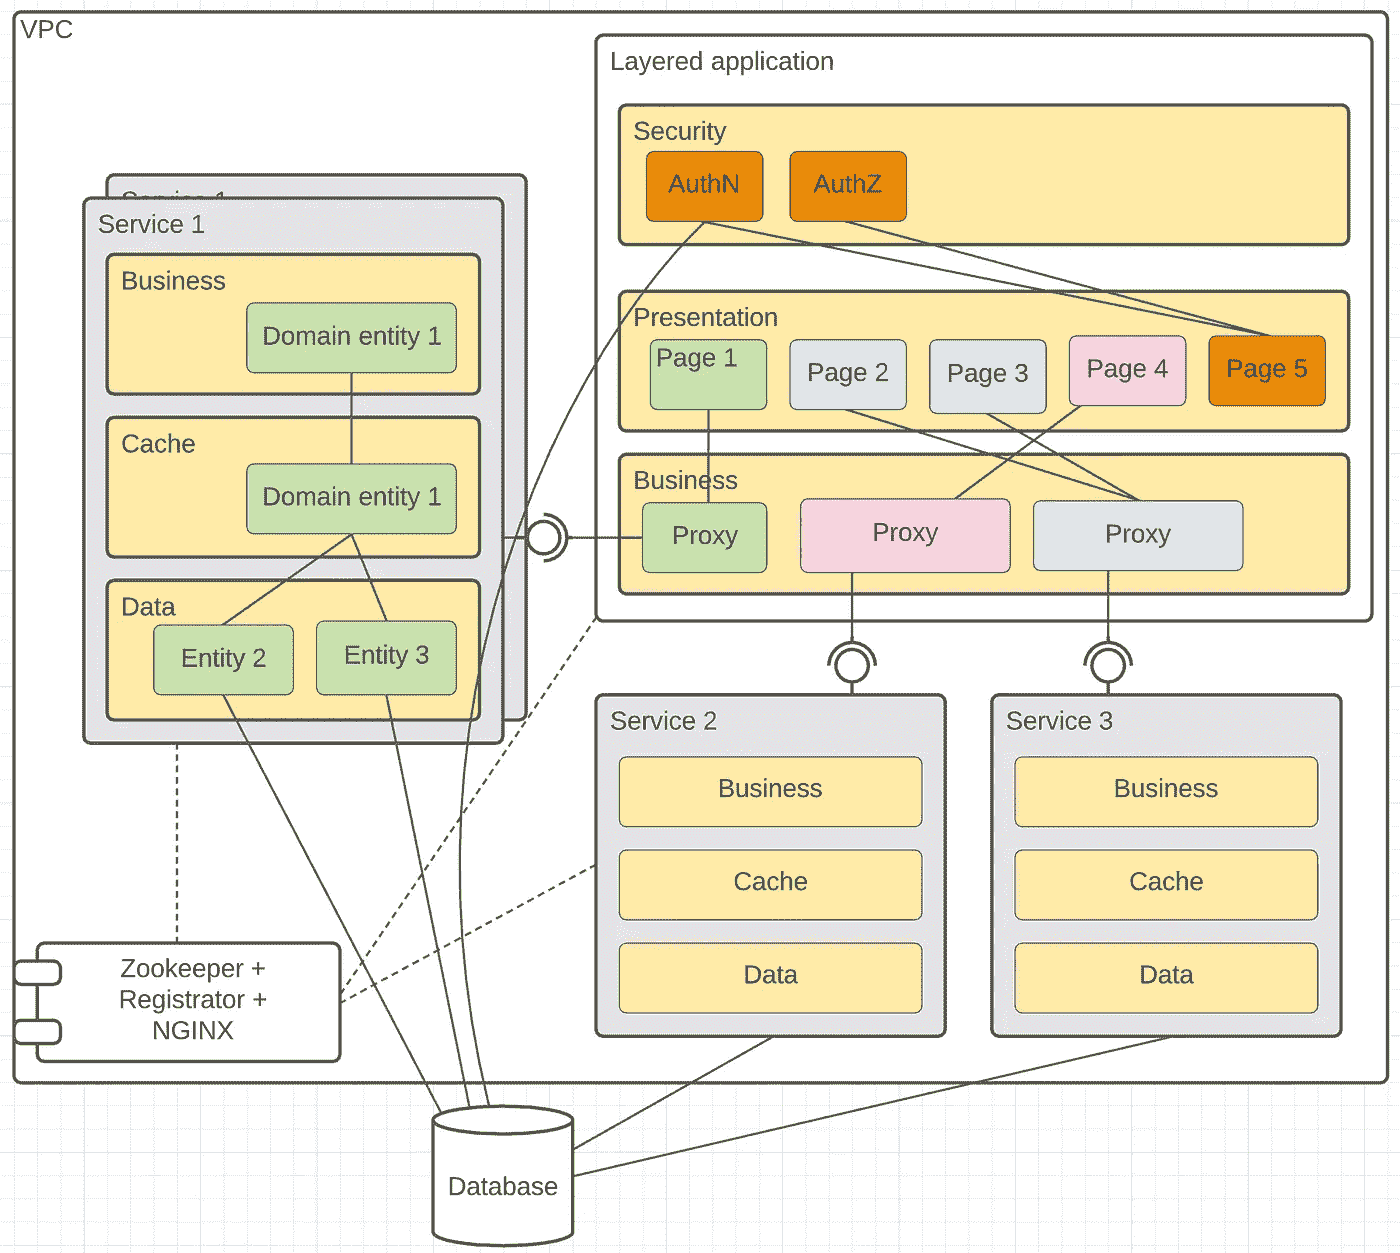 VPC
Layered application
Security
AuthN
AuthZ
Presentation
Page 1
Page 2
Page 3
Page 4
Page 5
Business
Proxy
Proxy
Proxy
Service 1
Service 1
Business
Domain entity 1
Cache
Domain entity 1
Data
Entity 2
Entity 3
Service 2
Business
Cache
Data
Service 3
Business
Cache
Data
Zookeeper +
Registrator +
NGINX
Database